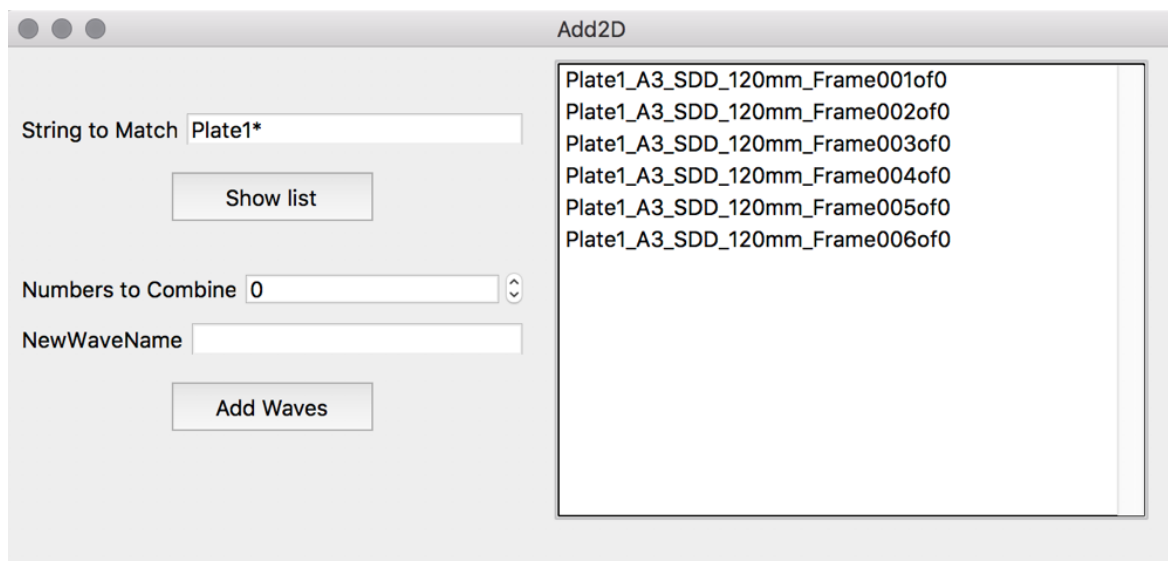 Add2D
String to Match Plate1*
Show list
Numbers to Combine 0
NewWaveName
Add Waves
Plate1_A3_SDD_120mm_Frame001of0
Plate1_A3_SDD_120mm_Frame002of0
Plate1_A3_SDD_120mm_Frame003of0
Plate1_A3_SDD_120mm_Frame004of0
Plate1_A3_SDD_120mm_Frame005of0
Plate1_A3_SDD_120mm_Frame006of0